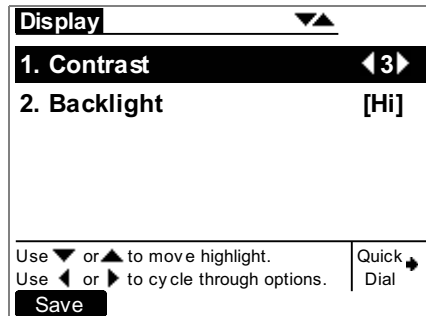 Display
1. Contrast 3
2. Backlight [Hi]
Use or to move highlight.
Use or to cycle through options.
Quick
Dial
Save